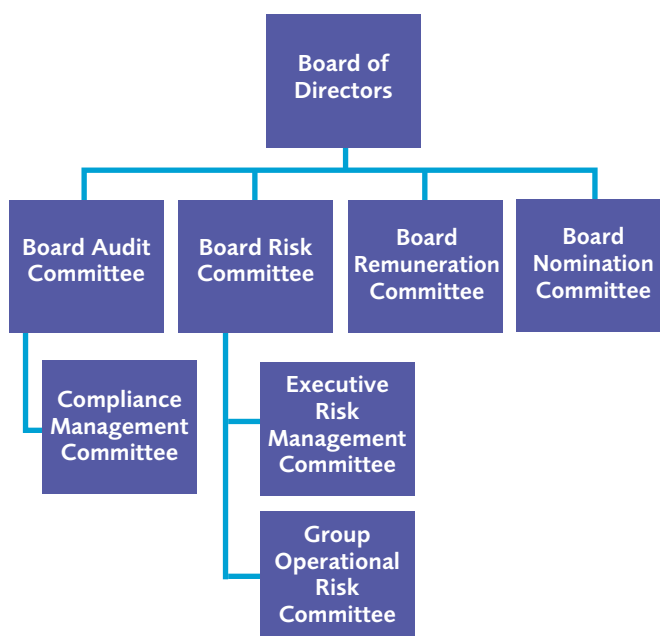 Board of
Directors
Board Audit
Committee
Board Risk
Committee
Board
Remuneration
Committee
Board
Nomination
Committee
Compliance
Management
Committee
Executive
Risk
Management
Committee
Group
Operational
Risk
Committee